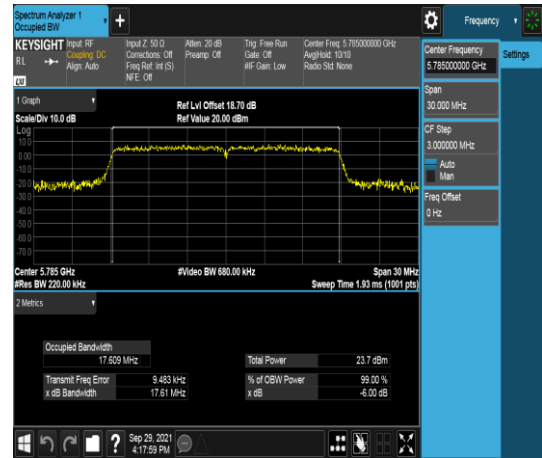 Spectrum Analyzer 1
Occupied BW
+
Frequency
KEYSIGHT
RL
LXI
Input: RF
Coupling: DC
Align: Auto
Input Z: 50 Ω
Corrections: Off
Freq Ref: Int (S)
NFE: Off
Atten: 20 dB
Preamp: Off
Trig: Free Run
Gate: Off
#IF Gain: Low
Center Freq: 5.785000000 GHz
Avg|Hold: 10/10
Radio Std: None
Center Frequency
5.785000000 GHz
Settings
Span
30.000 MHz
CF Step
3.000000 MHz
Auto
Man
Freq Offset
0 Hz
1 Graph
Scale/Div 10.0 dB
Ref Lvl Offset 18.70 dB
Ref Value 20.00 dBm
Log
10.0
0.00
-10.0
-20.0
-30.0
-40.0
-50.0
-60.0
-70.0
Center 5.785 GHz
#Res BW 220.00 kHz
#Video BW 680.00 kHz
Span 30 MHz
Sweep Time 1.93 ms (1001 pts)
2 Metrics
Occupied Bandwidth
17.609 MHz
Total Power 23.7 dBm
Transmit Freq Error 9.483 kHz
% of OBW Power 99.00 %
x dB Bandwidth 17.61 MHz
x dB -6.00 dB
?
Sep 29, 2021
4:17:59 PM